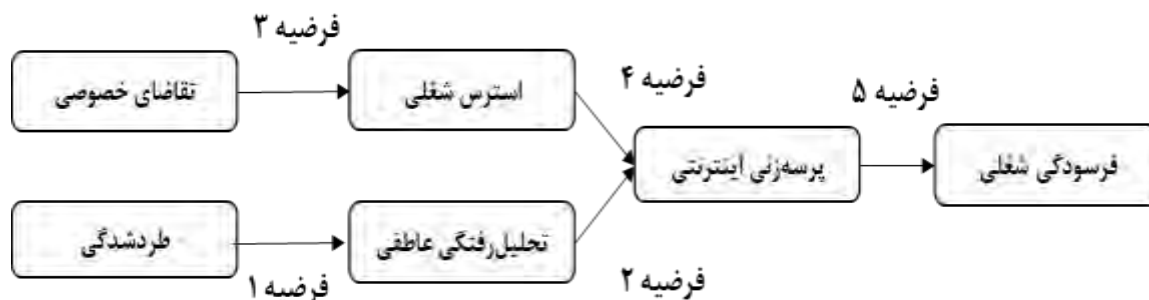 فرضیه ۳
تقاضای خصوصی
استرس شغلی
فرضیه ۴
فرضیه ۵
پرسه‌زنی اینترنتی
فرسودگی شغلی
طردشدگی
تحلیل‌رفتگی عاطفی
فرضیه ۱
فرضیه ۲